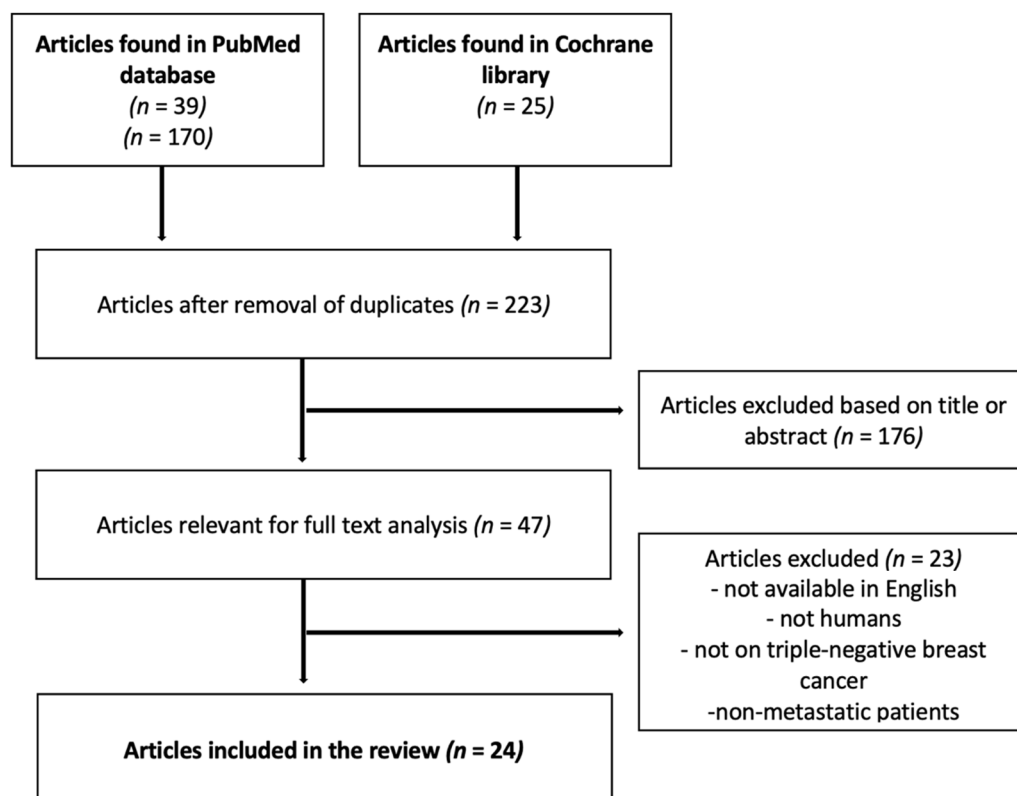 Articles found in PubMed
database
(n = 39)
(n = 170)
Articles found in Cochrane
library
(n = 25)
Articles after removal of duplicates (n = 223)
Articles excluded based on title or
abstract (n = 176)
Articles relevant for full text analysis (n = 47)
Articles excluded (n = 23)
- not available in English
- not humans
- not on triple-negative breast
cancer
-non-metastatic patients
Articles included in the review (n = 24)